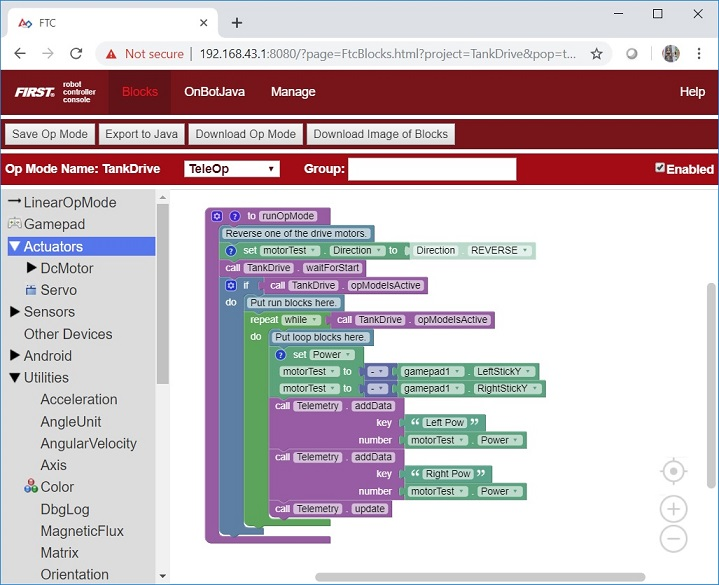 FTC
Not secure | 192.168.43.1:8080/?page=FtcBlocks.html?project=TankDrive&pop=t...
FIRST® robot controller console Blocks OnBotJava Manage Help
Save Op Mode Export to Java Download Op Mode Download Image of Blocks
Op Mode Name: TankDrive TeleOp Group: Enabled
LinearOpMode
Gamepad
Actuators
DcMotor
Servo
Sensors
Other Devices
Android
Utilities
Acceleration
AngleUnit
AngularVelocity
Axis
Color
DbgLog
MagneticFlux
Matrix
Orientation
? to runOpMode
Reverse one of the drive motors.
? set motorTest . Direction to Direction REVERSE
call TankDrive . waitForStart
if call TankDrive . opModeIsActive
do Put run blocks here.
repeat while call TankDrive . opModeIsActive
do Put loop blocks here.
? set Power
motorTest to - gamepad1 . LeftStickY
motorTest to - gamepad1 . RightStickY
call Telemetry . addData
key “ Left Pow ”
number motorTest . Power
call Telemetry . addData
key “ Right Pow ”
number motorTest . Power
call Telemetry . update